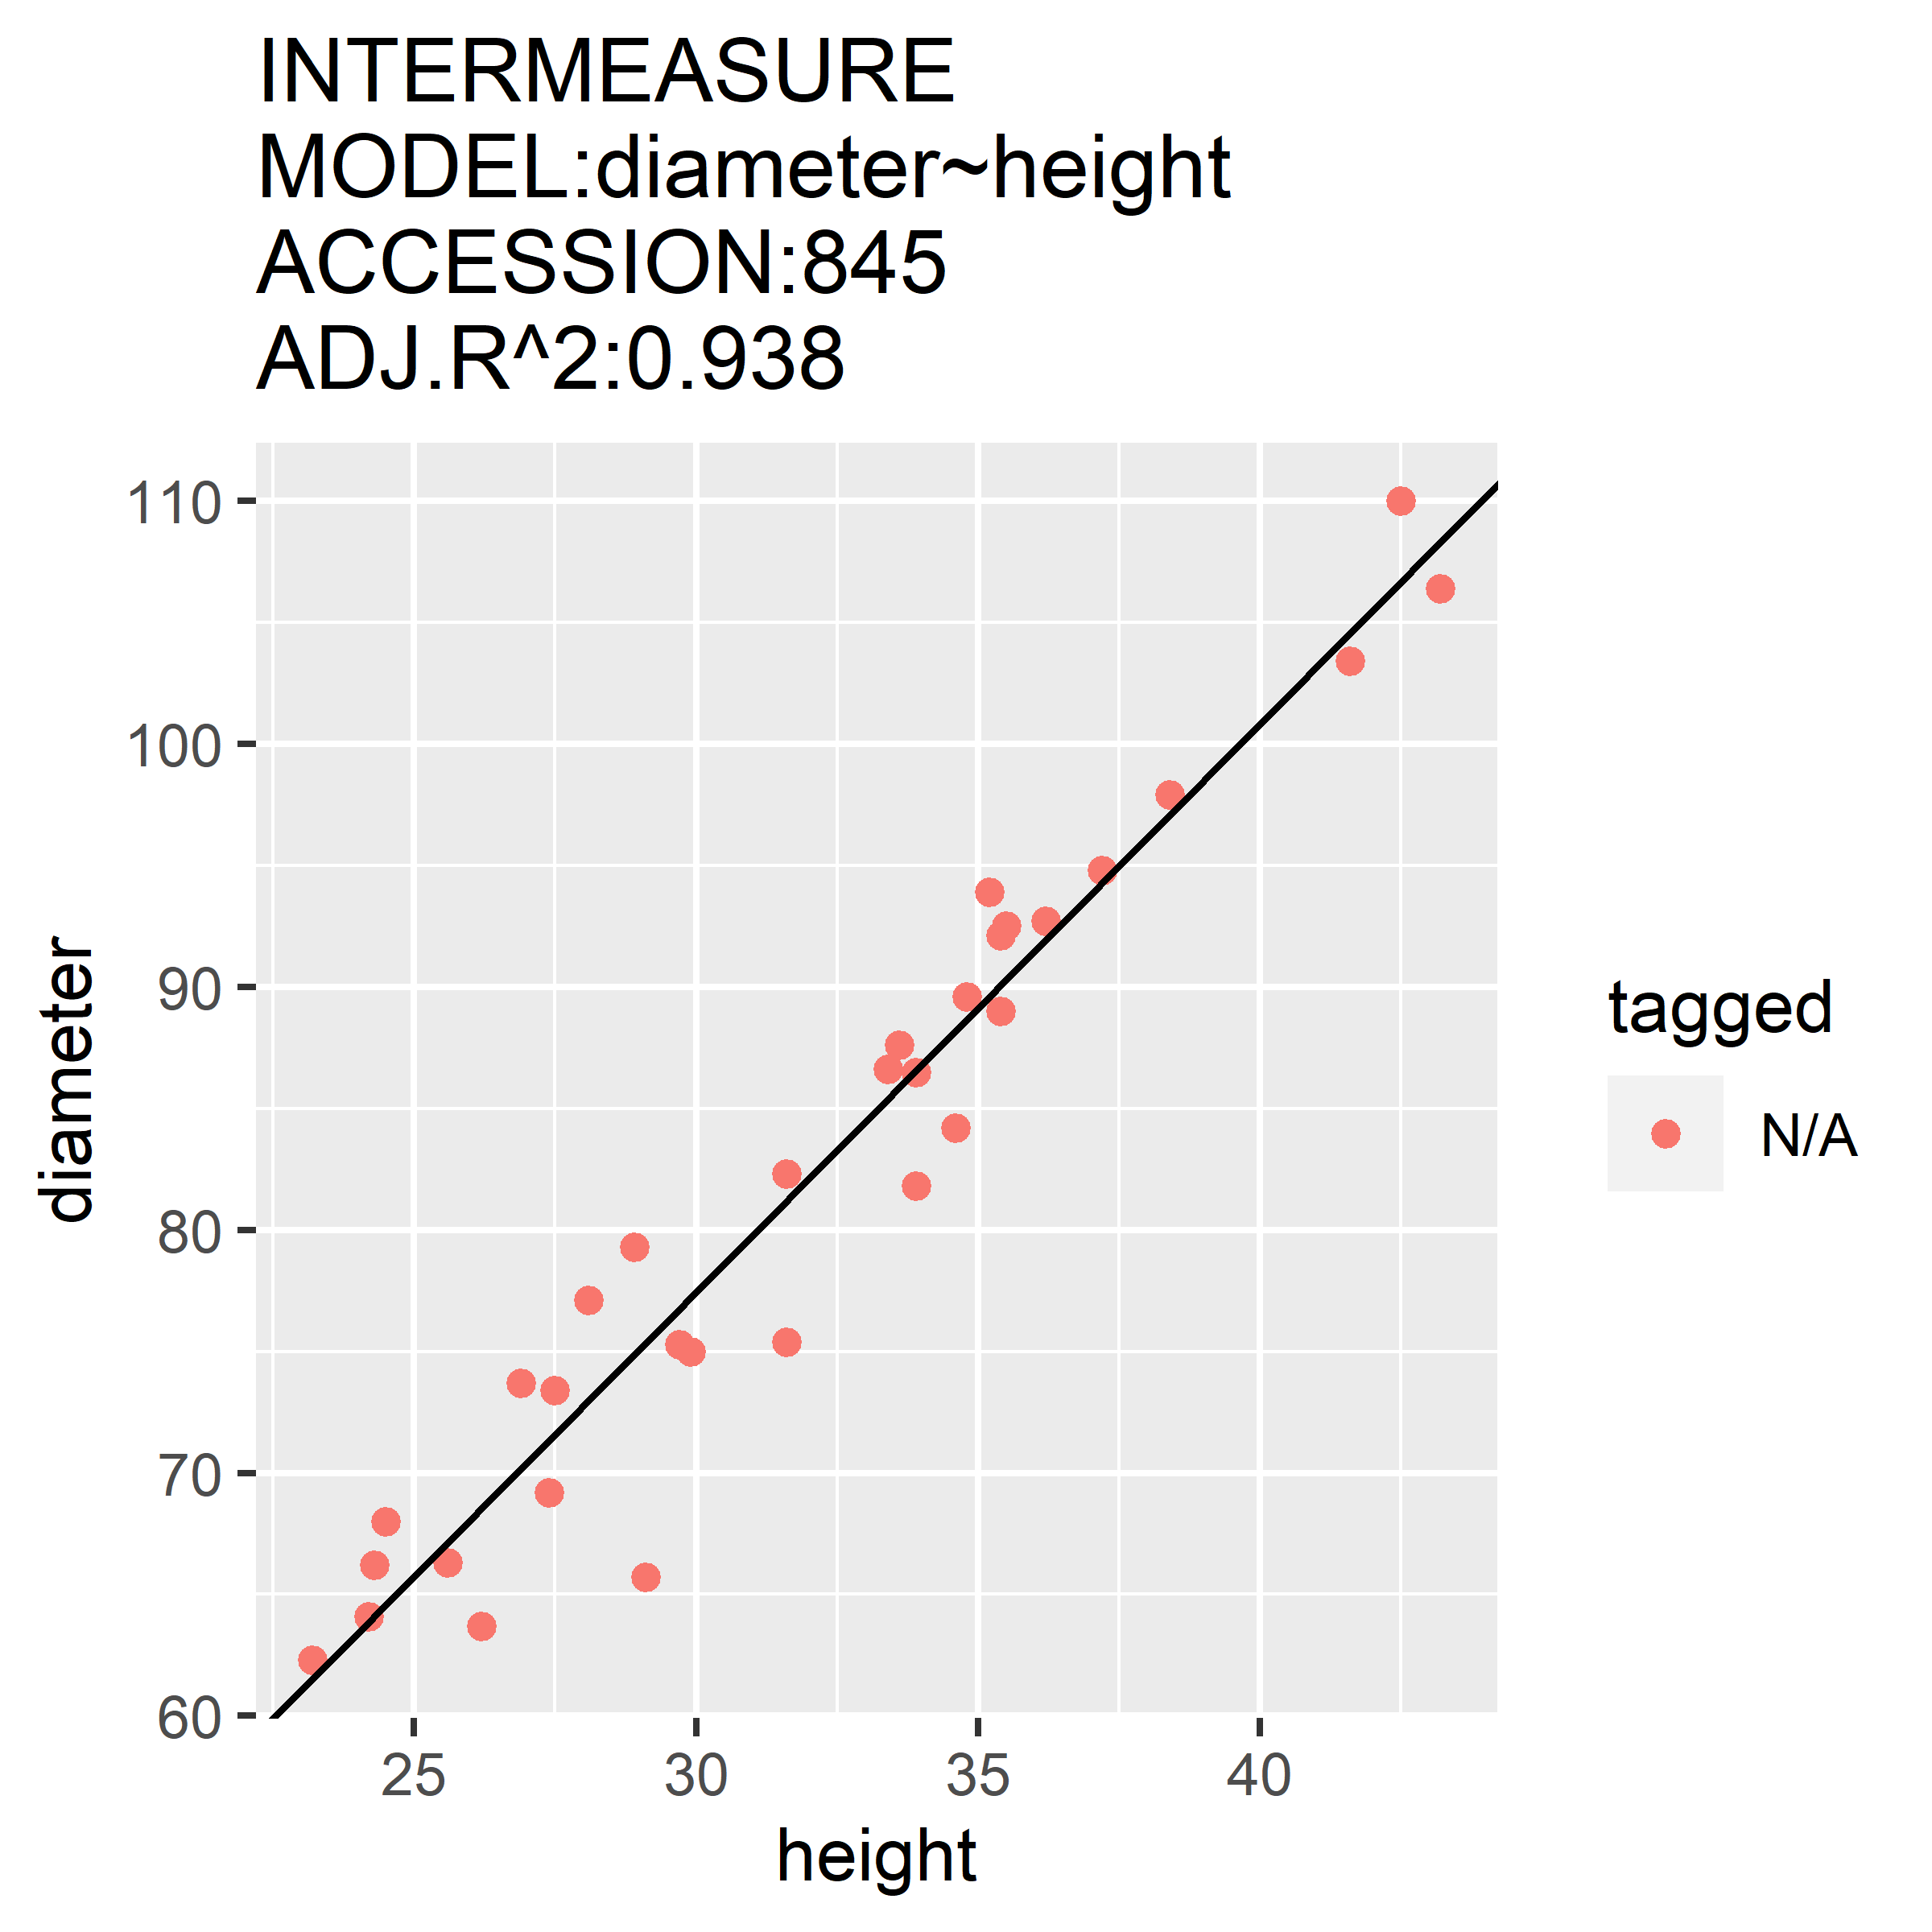 INTERMEASURE
MODEL:diameter~height
ACCESSION:845
ADJ.R^2:0.938
110
100
90
80
70
60
diameter
25 30 35 40
height
tagged
N/A